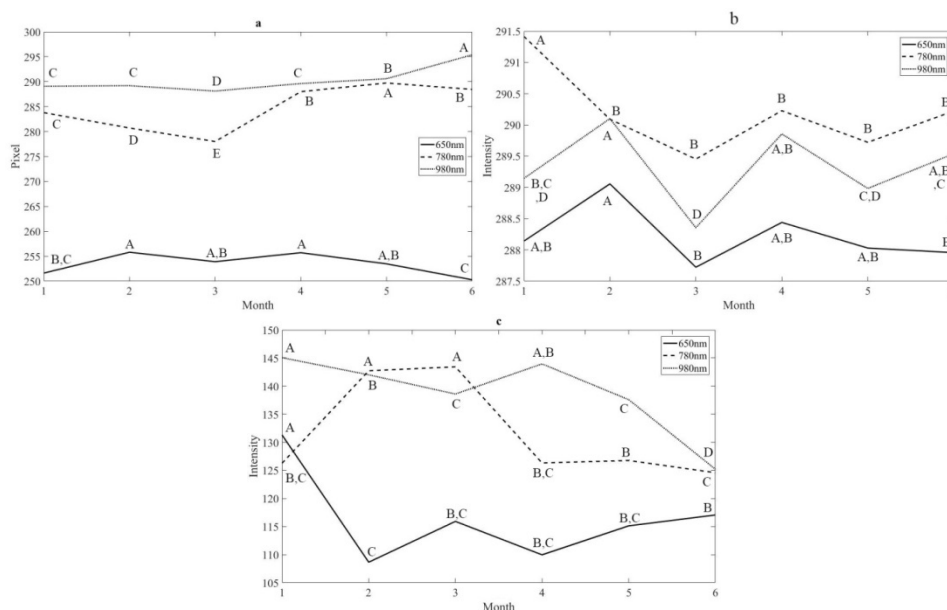 a
300
295
290
285
280
275
270
265
260
255
250
Pixel
1 2 3 4 5 6
Month
650nm
780nm
980nm
C C D C B A
C D E B A B
B,C A A,B A A,B C
b
291.5
291
290.5
290
289.5
289
288.5
288
287.5
Intensity
1 2 3 4 5 6
Month
650nm
780nm
980nm
A B B B B B
B,C
,D
A D A,B C,D
A,B
,C
A,B A B A,B A,B B
c
150
145
140
135
130
125
120
115
110
105
Intensity
1 2 3 4 5 6
Month
650nm
780nm
980nm
A B C A,B C D
B,C A A B,C B C
A C B,C B,C B,C B